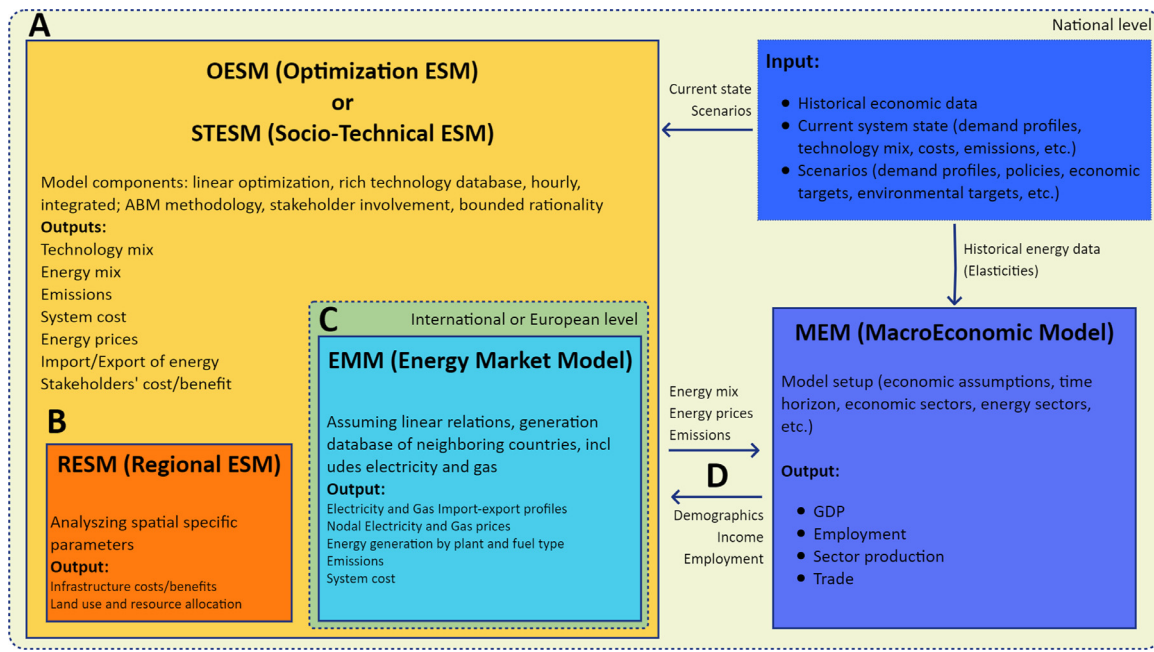 A
National level
OESM (Optimization ESM)
or
STESM (Socio-Technical ESM)
Model components: linear optimization, rich technology database, hourly,
integrated; ABM methodology, stakeholder involvement, bounded rationality
Outputs:
Technology mix
Energy mix
Emissions
System cost
Energy prices
Import/Export of energy
Stakeholders' cost/benefit
B
RESM (Regional ESM)
Analyszing spatial specific
parameters
Output:
Infrastructure costs/benefits
Land use and resource allocation
C
International or European level
EMM (Energy Market Model)
Assuming linear relations, generation
database of neighboring countries, incl
udes electricity and gas
Output:
Electricity and Gas Import-export profiles
Nodal Electricity and Gas prices
Energy generation by plant and fuel type
Emissions
System cost
Current state
Scenarios
Input:
● Historical economic data
● Current system state (demand profiles,
technology mix, costs, emissions, etc.)
● Scenarios (demand profiles, policies, economic
targets, environmental targets, etc.)
Historical energy data
(Elasticities)
Energy mix
Energy prices
Emissions
D
Demographics
Income
Employment
MEM (MacroEconomic Model)
Model setup (economic assumptions, time
horizon, economic sectors, energy sectors,
etc.)
Output:
● GDP
● Employment
● Sector production
● Trade